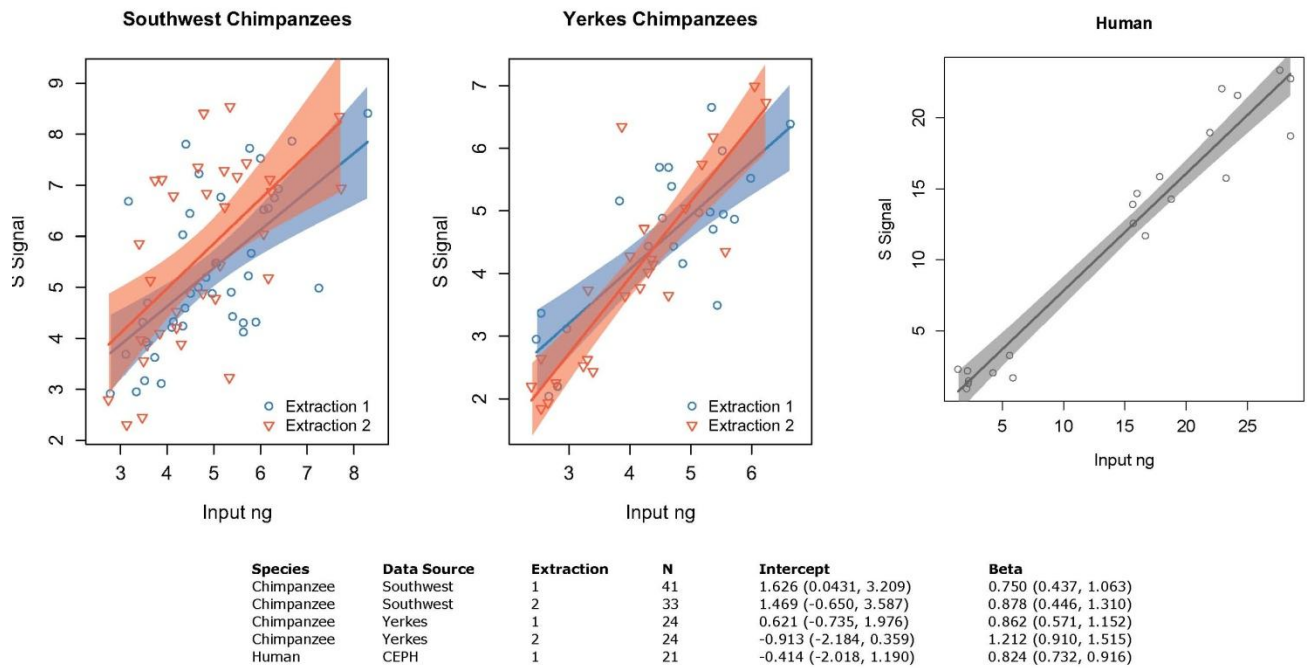 Southwest Chimpanzees
S Signal
9
8
7
6
5
4
3
2
Extraction 1
Extraction 2
3 4 5 6 7 8
Input ng
Yerkes Chimpanzees
S Signal
7
6
5
4
3
2
Extraction 1
Extraction 2
3 4 5 6
Input ng
Human
S Signal
20
15
10
5
5 10 15 20 25
Input ng
Species Data Source Extraction N Intercept Beta
Chimpanzee Southwest 1 41 1.626 (0.0431, 3.209) 0.750 (0.437, 1.063)
Chimpanzee Southwest 2 33 1.469 (-0.650, 3.587) 0.878 (0.446, 1.310)
Chimpanzee Yerkes 1 24 0.621 (-0.735, 1.976) 0.862 (0.571, 1.152)
Chimpanzee Yerkes 2 24 -0.913 (-2.184, 0.359) 1.212 (0.910, 1.515)
Human CEPH 1 21 -0.414 (-2.018, 1.190) 0.824 (0.732, 0.916)